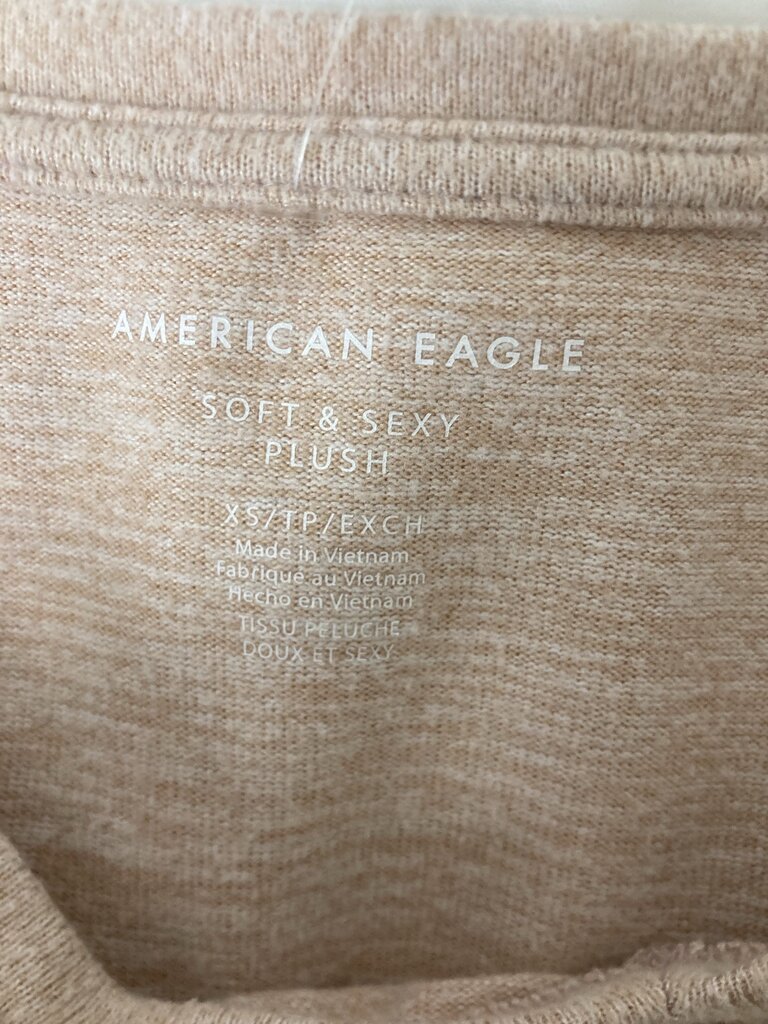 AMERICAN EAGLE
SOFT & SEXY
PLUSH
XS/TP/EXCH
Made in Vietnam
Fabriqué au Vietnam
Hecho en Vietnam
TISSU PELUCHE
DOUX ET SEXY